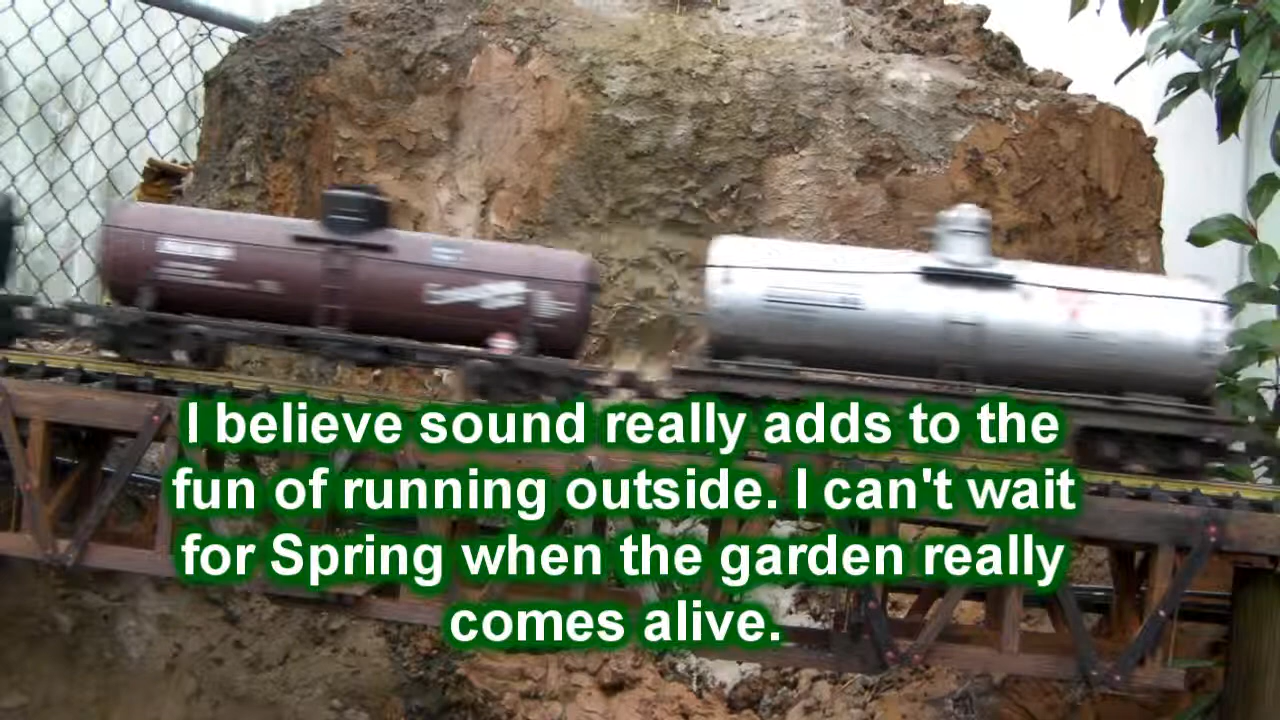 I believe sound really adds to the
fun of running outside. I can't wait
for Spring when the garden really
comes alive.